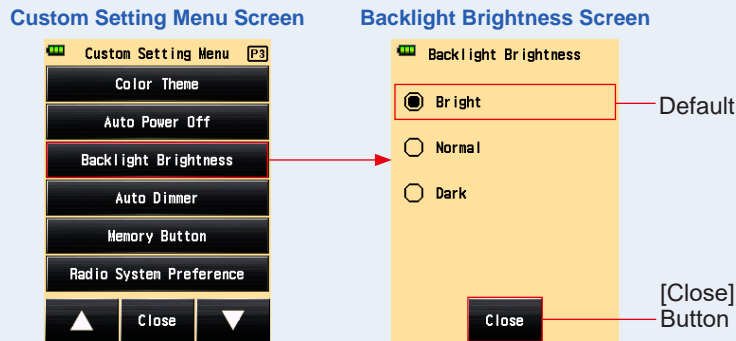 Custom Setting Menu Screen
Custom Setting Menu P3
Color Theme
Auto Power Off
Backlight Brightness
Auto Dimmer
Memory Button
Radio System Preference
Close
Backlight Brightness Screen
Backlight Brightness
Bright
Default
Normal
Dark
Close
[Close]
Button